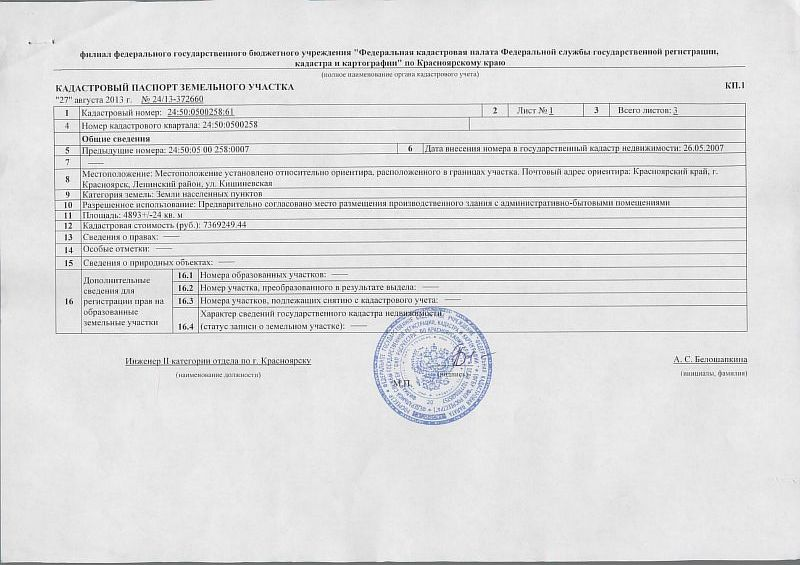 филиал федерального государственного бюджетного учреждения "Федеральная кадастровая палата Федеральной службы государственной регистрации,
кадастра и картографии" по Красноярскому краю
(полное наименование органа кадастрового учета)
КАДАСТРОВЫЙ ПАСПОРТ ЗЕМЕЛЬНОГО УЧАСТКА
КП.1
"27" августа 2013 г. № 24/13-372660
1 Кадастровый номер: 24:50:0500258:61 2 Лист № 1 3 Всего листов: 3
4 Номер кадастрового квартала: 24:50:0500258
Общие сведения
5 Предыдущие номера: 24:50:05 00 258:0007 6 Дата внесения номера в государственный кадастр недвижимости: 26.05.2007
7 ——
8 Местоположение: Местоположение установлено относительно ориентира, расположенного в границах участка. Почтовый адрес ориентира: Красноярский край, г.
Красноярск, Ленинский район, ул. Кишиневская
9 Категория земель: Земли населенных пунктов
10 Разрешенное использование: Предварительно согласовано место размещения производственного здания с административно-бытовыми помещениями
11 Площадь: 4893+/-24 кв. м
12 Кадастровая стоимость (руб.): 7369249.44
13 Сведения о правах: ——
14 Особые отметки: ——
15 Сведения о природных объектах: ——
16 Дополнительные
сведения для
регистрации прав на
образованные
земельные участки
16.1 Номера образованных участков: ——
16.2 Номер участка, преобразованного в результате выдела: ——
16.3 Номера участков, подлежащих снятию с кадастрового учета: ——
Характер сведений государственного кадастра недвижимости
16.4 (статус записи о земельном участке): ——
Инженер II категории отдела по г. Красноярску
А. С. Белошапкина
(наименование должности)
М.П.
(подпись)
(инициалы, фамилия)